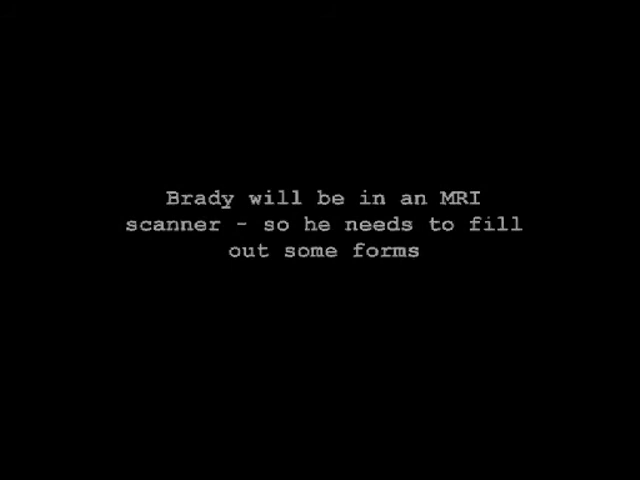 Brady will be in an MRI
scanner - so he needs to fill
out some forms